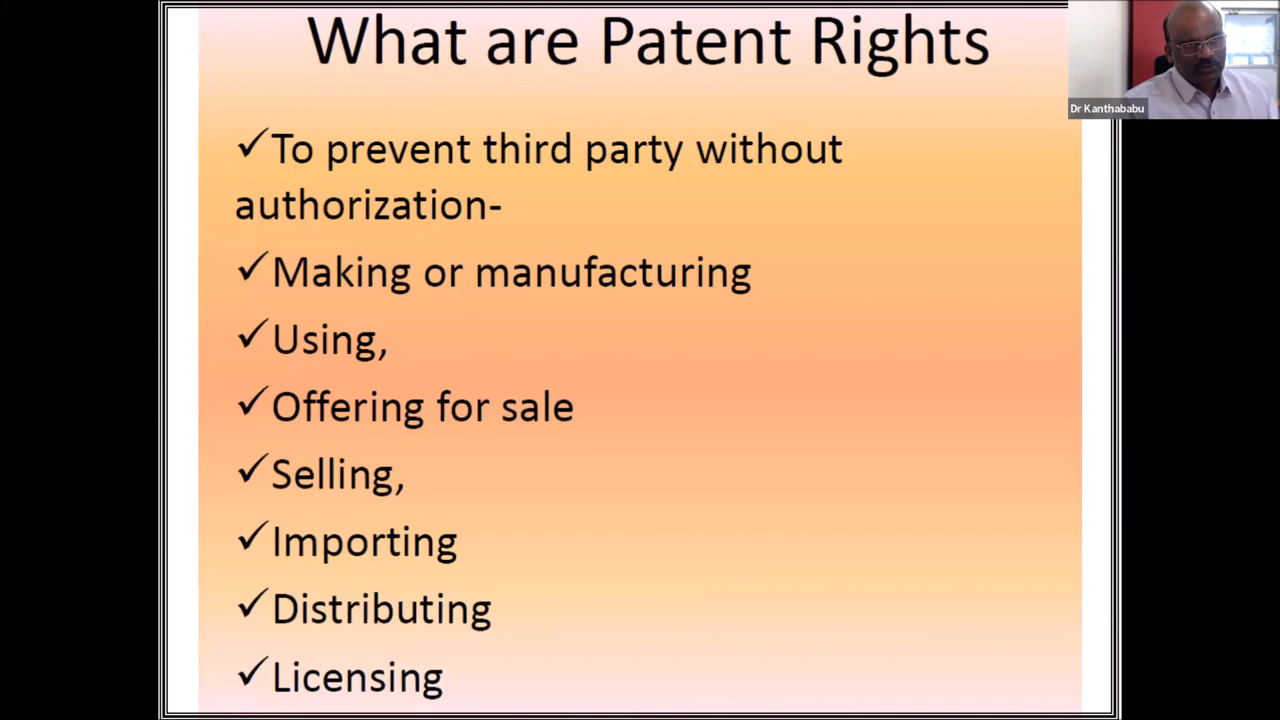 What are Patent Rights
Dr Kanthababu
✓To prevent third party without
authorization-
✓Making or manufacturing
✓Using,
✓Offering for sale
✓Selling,
✓Importing
✓Distributing
✓Licensing